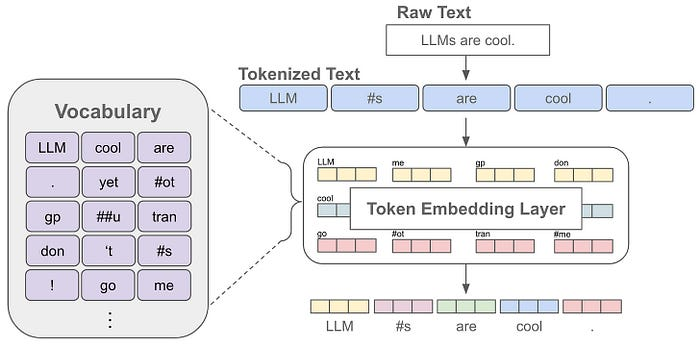 Raw Text
LLMs are cool.
Tokenized Text
LLM #s are cool .
Vocabulary
LLM cool are
. yet #ot
gp ##u tran
don ‘t #s
! go me
⋮
LLM me gp don
cool
Token Embedding Layer
go #ot tran #me
LLM #s are cool .